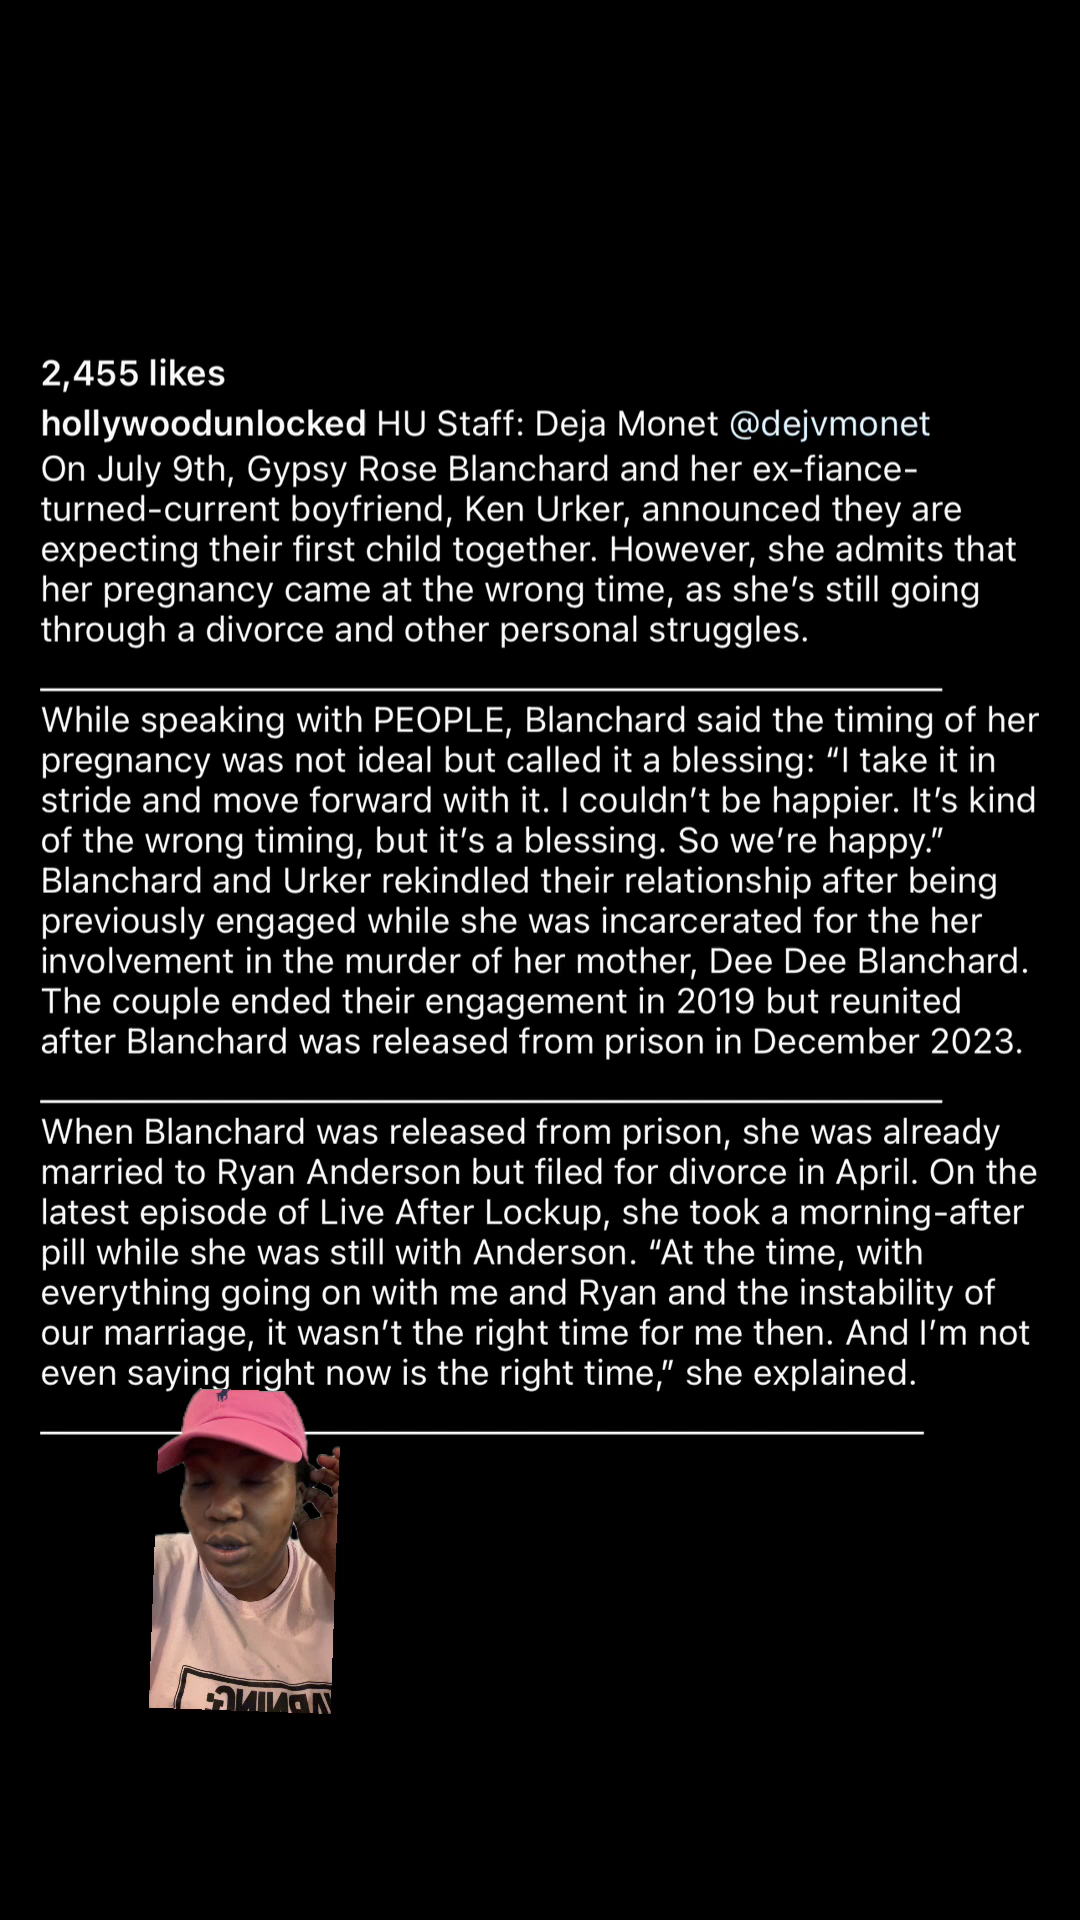 2,455 likes
hollywoodunlocked HU Staff: Deja Monet @dejvmonet
On July 9th, Gypsy Rose Blanchard and her ex-fiance-
turned-current boyfriend, Ken Urker, announced they are
expecting their first child together. However, she admits that
her pregnancy came at the wrong time, as she’s still going
through a divorce and other personal struggles.
While speaking with PEOPLE, Blanchard said the timing of her
pregnancy was not ideal but called it a blessing: “I take it in
stride and move forward with it. I couldn’t be happier. It’s kind
of the wrong timing, but it’s a blessing. So we’re happy.”
Blanchard and Urker rekindled their relationship after being
previously engaged while she was incarcerated for the her
involvement in the murder of her mother, Dee Dee Blanchard.
The couple ended their engagement in 2019 but reunited
after Blanchard was released from prison in December 2023.
When Blanchard was released from prison, she was already
married to Ryan Anderson but filed for divorce in April. On the
latest episode of Live After Lockup, she took a morning-after
pill while she was still with Anderson. “At the time, with
everything going on with me and Ryan and the instability of
our marriage, it wasn’t the right time for me then. And I’m not
even saying right now is the right time,” she explained.